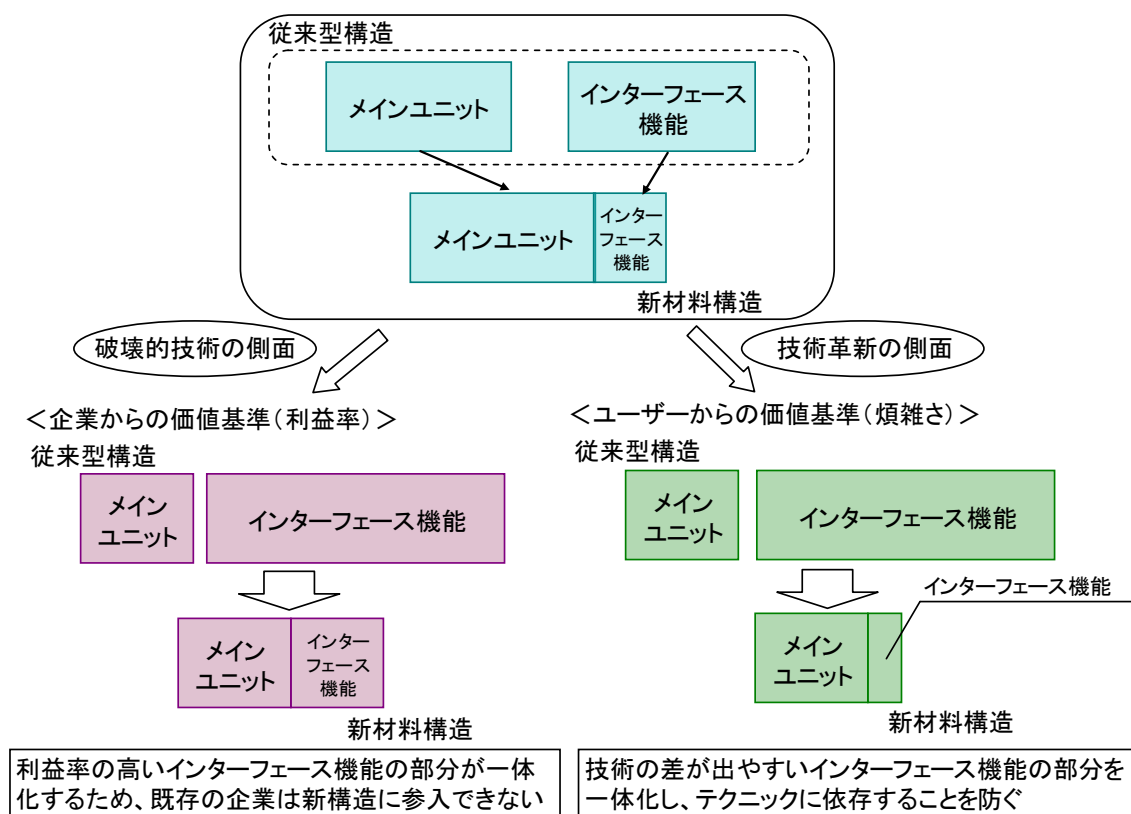 従来型構造
メインユニット
インターフェース
機能
メインユニット
インター
フェース
機能
新材料構造
破壊的技術の側面
技術革新の側面
＜企業からの価値基準（利益率）＞
従来型構造
メイン
ユニット
インターフェース機能
メイン
ユニット
インター
フェース
機能
新材料構造
利益率の高いインターフェース機能の部分が一体
化するため、既存の企業は新構造に参入できない
＜ユーザーからの価値基準（煩雑さ）＞
従来型構造
メイン
ユニット
インターフェース機能
インターフェース機能
メイン
ユニット
新材料構造
技術の差が出やすいインターフェース機能の部分を
一体化し、テクニックに依存することを防ぐ